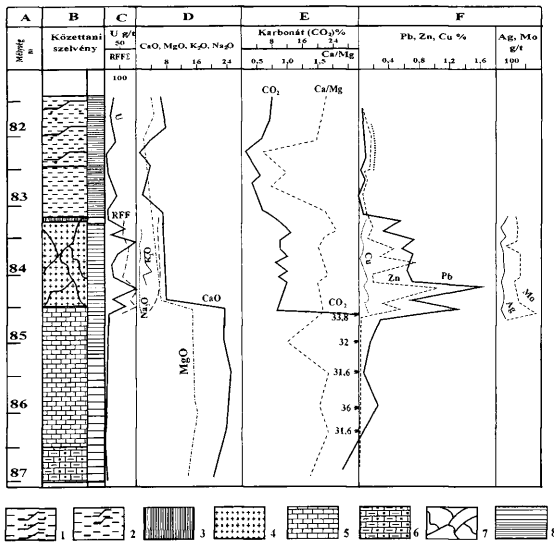 A B C D E F
Mélység m
Kőzettani szelvény
U g/t
50
RFFΣ
100
CaO, MgO, K₂O, Na₂O
8 16 24
Karbonát (CO₂)%
8 16 24
Ca/Mg
0,5 1,0 1,5
Pb, Zn, Cu %
0,4 0,8 1,2 1,6
Ag, Mo
g/t
100
82
83
84
85
86
87
U
RFF
K₂O
Na₂O
CaO
MgO
CO₂
Ca/Mg
CO₂
33,8
32
31,6
36
31,6
Cu
Zn
Pb
Ag
Mo
1 2 3 4 5 6 7 8